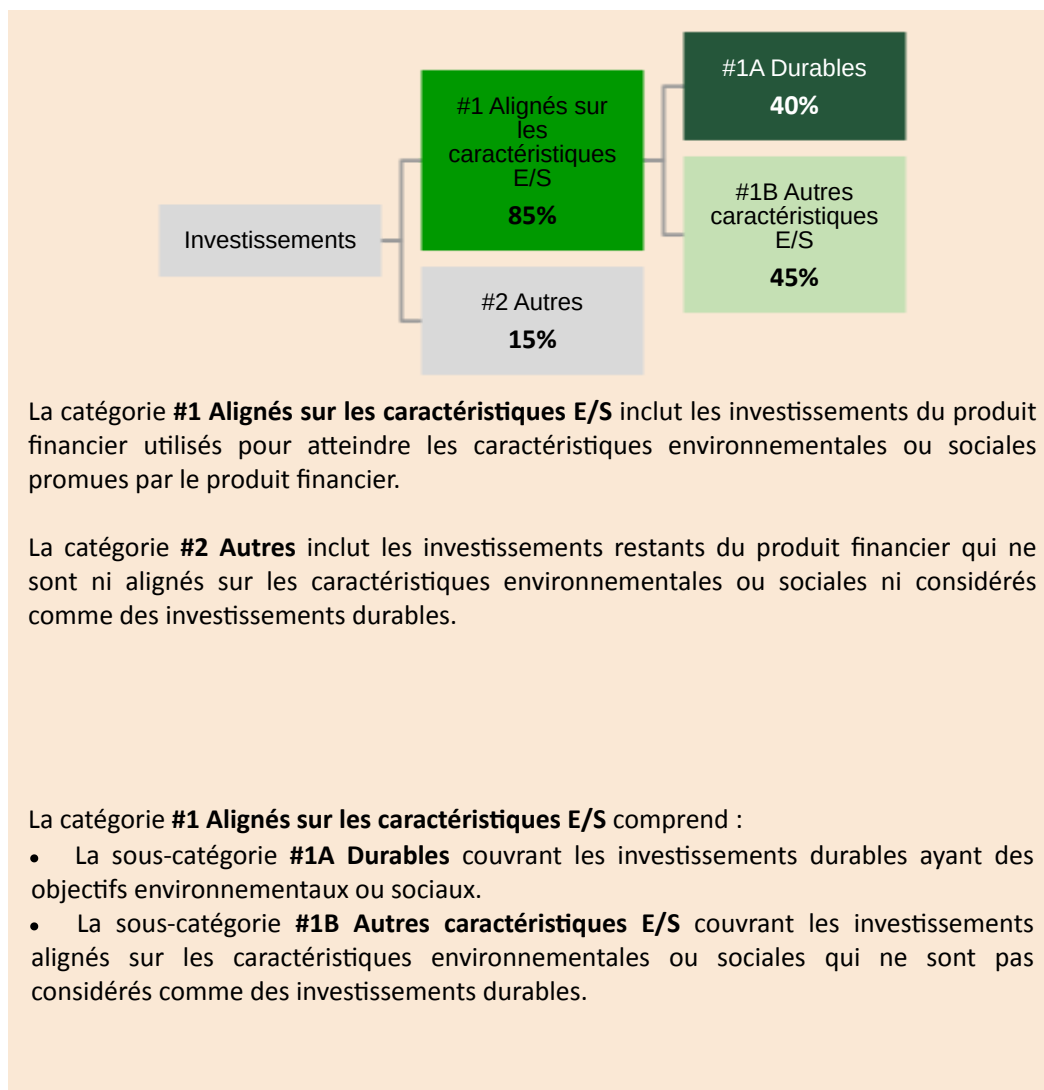 Investissements
#1 Alignés sur
les
caractéristiques
E/S
85%
#2 Autres
15%
#1A Durables
40%
#1B Autres
caractéristiques
E/S
45%
La catégorie #1 Alignés sur les caractéristiques E/S inclut les investissements du produit
financier utilisés pour atteindre les caractéristiques environnementales ou sociales
promues par le produit financier.
La catégorie #2 Autres inclut les investissements restants du produit financier qui ne
sont ni alignés sur les caractéristiques environnementales ou sociales ni considérés
comme des investissements durables.
La catégorie #1 Alignés sur les caractéristiques E/S comprend :
• La sous-catégorie #1A Durables couvrant les investissements durables ayant des
objectifs environnementaux ou sociaux.
• La sous-catégorie #1B Autres caractéristiques E/S couvrant les investissements
alignés sur les caractéristiques environnementales ou sociales qui ne sont pas
considérés comme des investissements durables.